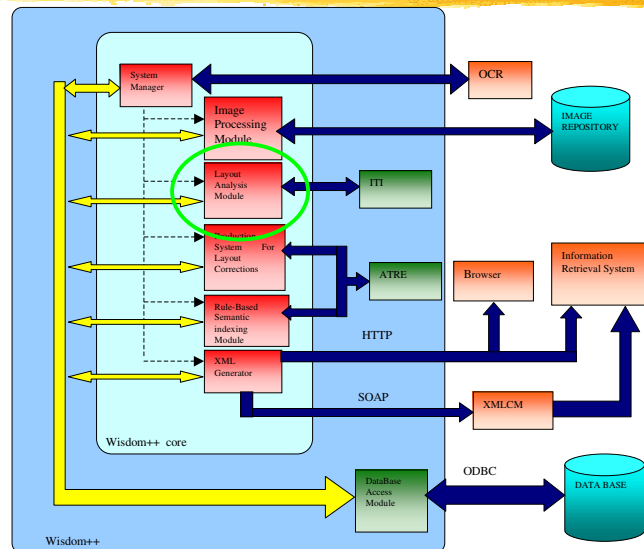 System
Manager
OCR
Image
Processing
Module
IMAGE
REPOSITORY
Layout
Analysis
Module
ITI
Production
System For
Layout
Corrections
ATRE
Browser
Information
Retrieval System
Rule-Based
Semantic
indexing
Module
HTTP
XML
Generator
SOAP
XMLCM
Wisdom++ core
DataBase
Access
Module
ODBC
DATA BASE
Wisdom++